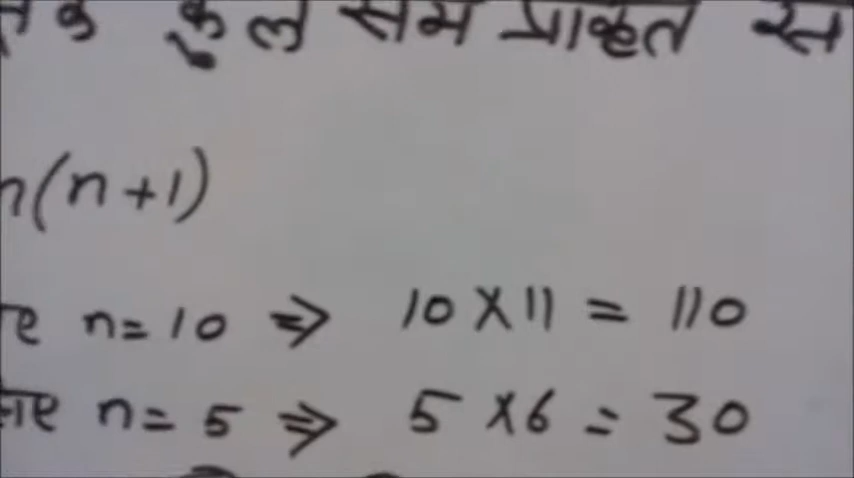 कुल सम प्राकृत
n(n+1)
n=10 ⇒ 10×11 = 110
n=5 ⇒ 5×6 = 30